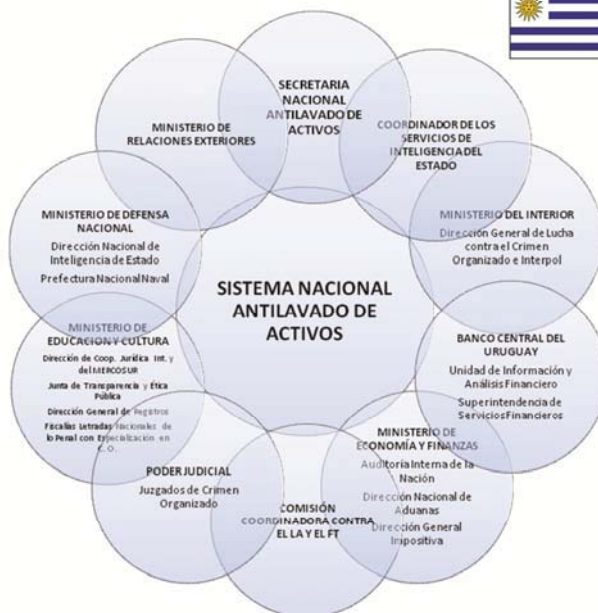 SECRETARIA
NACIONAL
ANTILAVADO DE
ACTIVOS
COORDINADOR DE LOS
SERVICIOS DE
INTELIGENCIA DEL
ESTADO
MINISTERIO DEL INTERIOR
Dirección General de Lucha
contra el Crimen
Organizado e Interpol
BANCO CENTRAL DEL
URUGUAY
Unidad de Información y
Análisis Financiero
Superintendencia de
Servicios Financieros
MINISTERIO DE
ECONOMÍA Y FINANZAS
Auditoría Interna de la
Nación
Dirección Nacional de
Aduanas
Dirección General
Impositiva
COMISIÓN
COORDINADORA CONTRA
EL LA Y EL FT
PODER JUDICIAL
Juzgados de Crimen
Organizado
MINISTERIO DE
EDUCACION Y CULTURA
Dirección de Coop. Jurídica Int. y
del MERCOSUR
Junta de Transparencia y Ética
Pública
Dirección General de Registros
Fiscalías Letradas Nacionales de
lo Penal con Especialización en
C. O.
MINISTERIO DE DEFENSA
NACIONAL
Dirección Nacional de
Inteligencia de Estado
Prefectura Nacional Naval
MINISTERIO DE
RELACIONES EXTERIORES
SISTEMA NACIONAL
ANTILAVADO DE
ACTIVOS